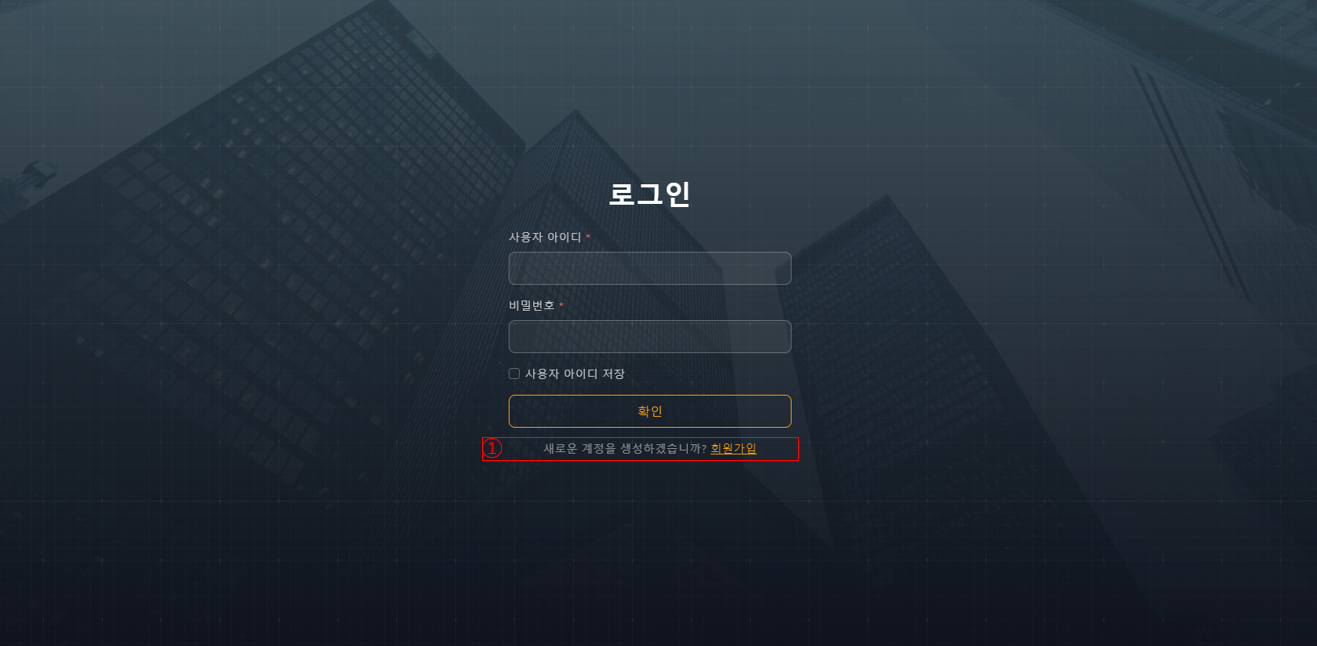 로그인
사용자 아이디 *
비밀번호 *
사용자 아이디 저장
확인
① 새로운 계정을 생성하겠습니까? 회원가입